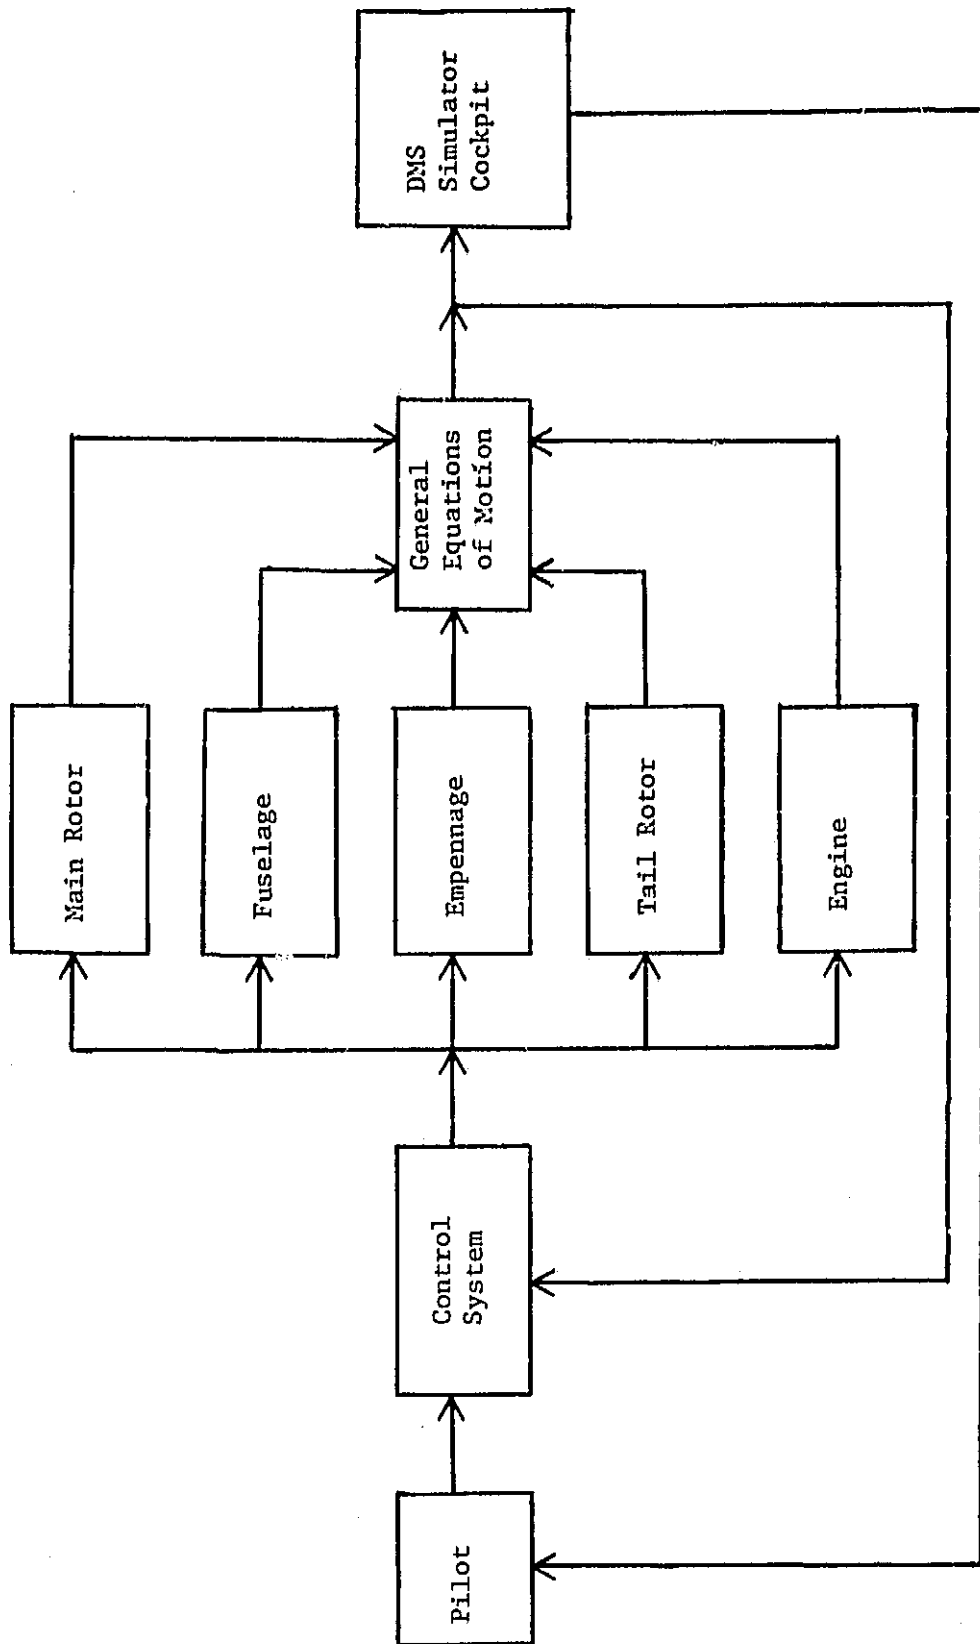 Pilot
Control
System
Main Rotor
Fuselage
Empennage
Tail Rotor
Engine
General
Equations
of Motion
DMS
Simulator
Cockpit